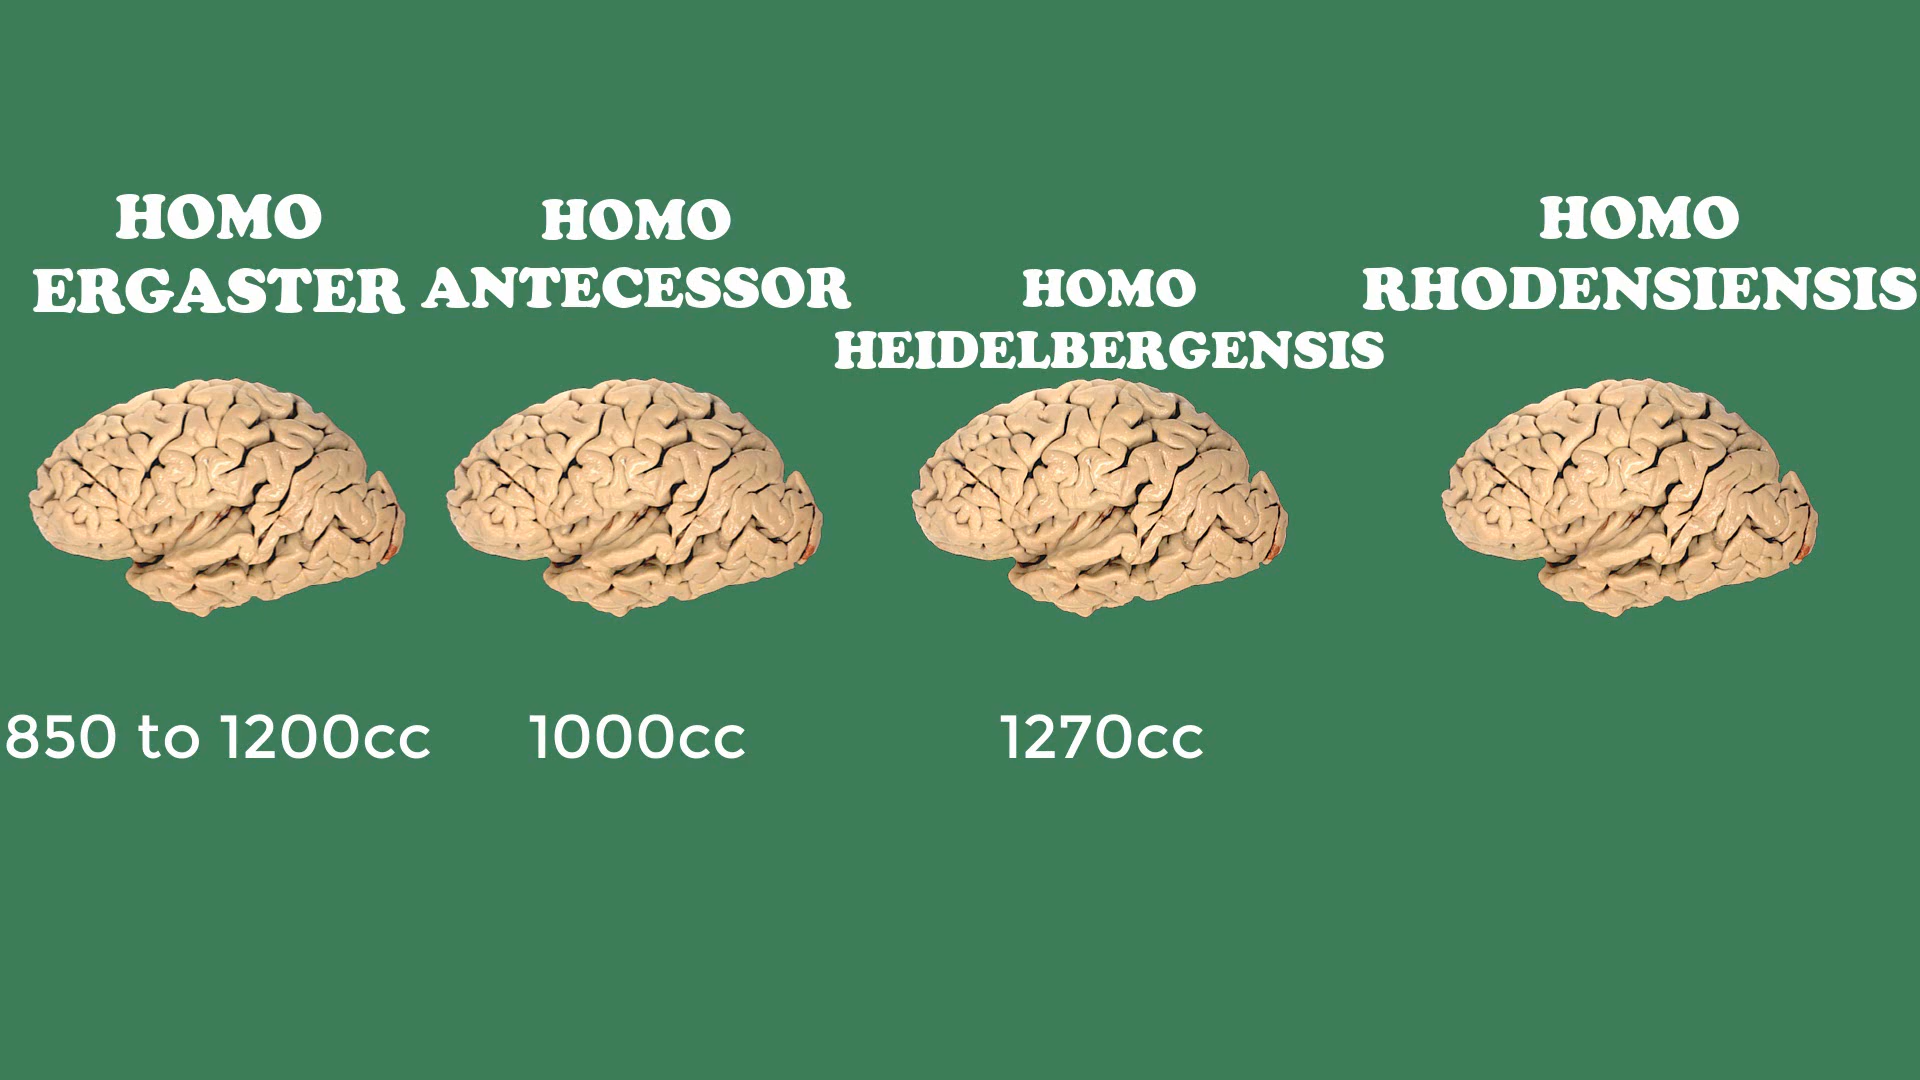 HOMO
ERGASTER
HOMO
ANTECESSOR
HOMO
HEIDELBERGENSIS
HOMO
RHODENSIENSIS
850 to 1200cc
1000cc
1270cc